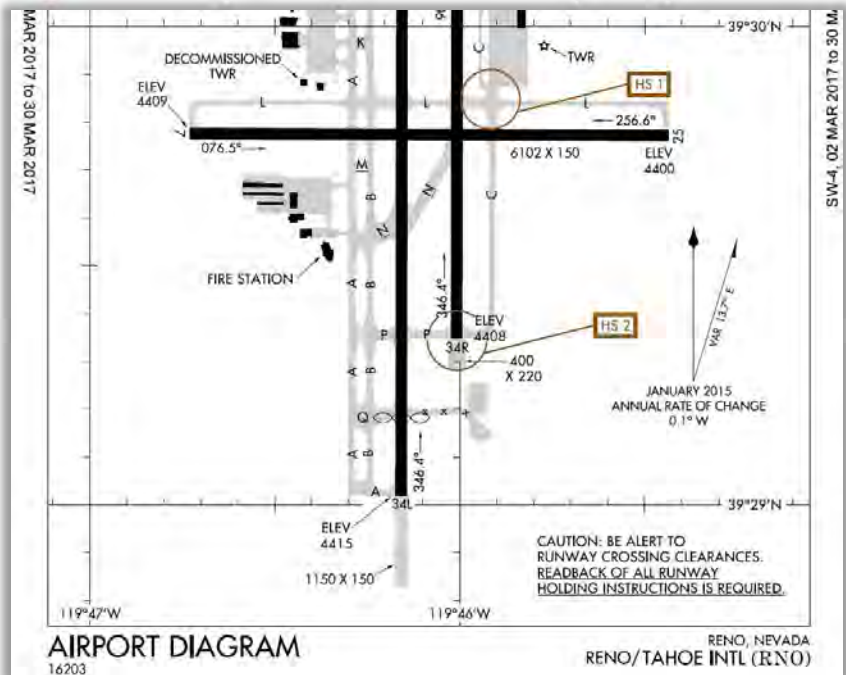 MAR 2017 to 30 MAR 2017
SW-4, 02 MAR 2017 to 30 M
39°30'N
K
C
DECOMMISSIONED
TWR
A
TWR
HS 1
ELEV
4409
L
L
L
7
076.5°
256.6°
25
6102 X 150
ELEV
4400
M
B
N
C
N
FIRE STATION
A
B
346.4°
ELEV
4408
HS 2
P
P
34R
400
X 220
VAR 13.7° E
A
B
JANUARY 2015
ANNUAL RATE OF CHANGE
0.1° W
Q
X
X
X
A
B
346.4°
A
34L
39°29'N
ELEV
4415
CAUTION: BE ALERT TO
RUNWAY CROSSING CLEARANCES.
READBACK OF ALL RUNWAY
HOLDING INSTRUCTIONS IS REQUIRED.
1150 X 150
119°47'W
119°46'W
AIRPORT DIAGRAM
16203
RENO, NEVADA
RENO/TAHOE INTL (RNO)